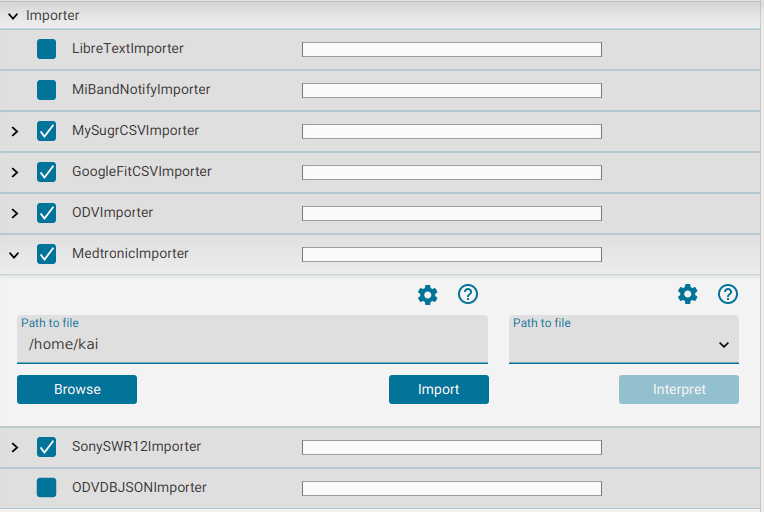 Importer
LibreTextImporter
MiBandNotifyImporter
MySugrCSVImporter
GoogleFitCSVImporter
ODVImporter
MedtronicImporter
Path to file
Path to file
/home/kai
Browse
Import
Interpret
SonySWR12Importer
ODVDBJSONImporter